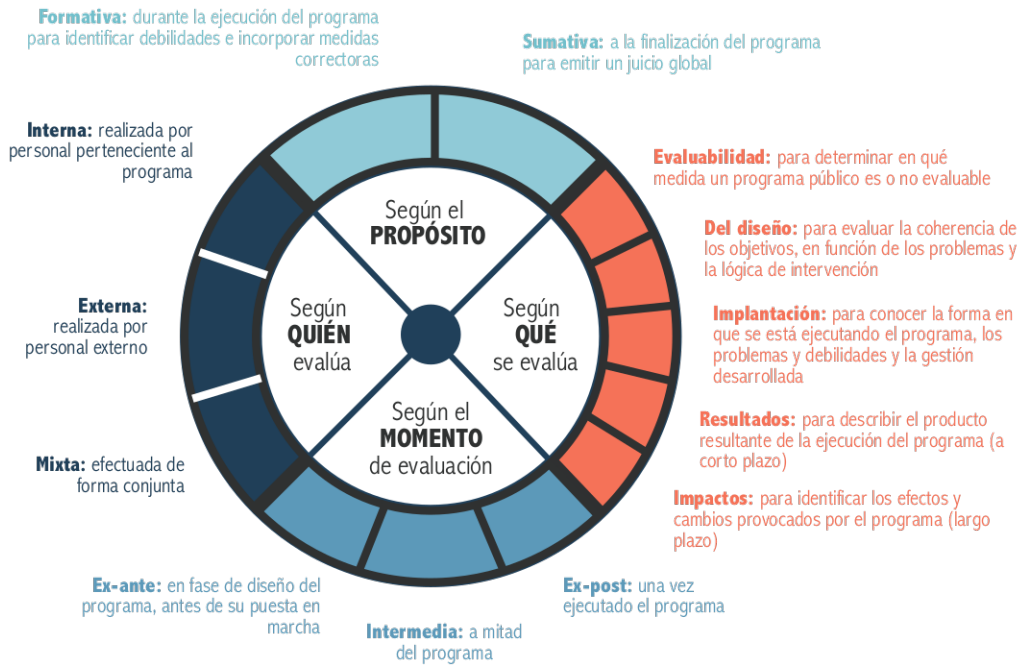 Formativa: durante la ejecución del programa
para identificar debilidades e incorporar medidas
correctoras
Sumativa: a la finalización del programa
para emitir un juicio global
Interna: realizada por
personal perteneciente al
programa
Externa:
realizada por
personal externo
Mixta: efectuada de
forma conjunta
Según el
PROPÓSITO
Según
QUIÉN
evalúa
Según
QUÉ
se evalúa
Según el
MOMENTO
de evaluación
Evaluabilidad: para determinar en qué
medida un programa público es o no evaluable
Del diseño: para evaluar la coherencia de
los objetivos, en función de los problemas y
la lógica de intervención
Implantación: para conocer la forma en
que se está ejecutando el programa, los
problemas y debilidades y la gestión
desarrollada
Resultados: para describir el producto
resultante de la ejecución del programa (a
corto plazo)
Impactos: para identificar los efectos y
cambios provocados por el programa (largo
plazo)
Ex-ante: en fase de diseño del
programa, antes de su puesta en
marcha
Intermedia: a mitad
del programa
Ex-post: una vez
ejecutado el programa